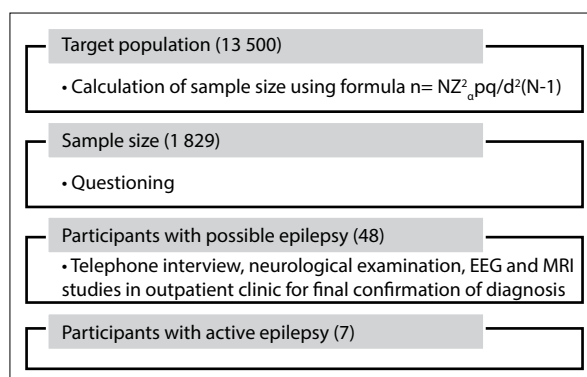 Target population (13 500)
• Calculation of sample size using formula n= NZ²ₐpq/d²(N-1)
Sample size (1 829)
• Questioning
Participants with possible epilepsy (48)
• Telephone interview, neurological examination, EEG and MRI
studies in outpatient clinic for final confirmation of diagnosis
Participants with active epilepsy (7)